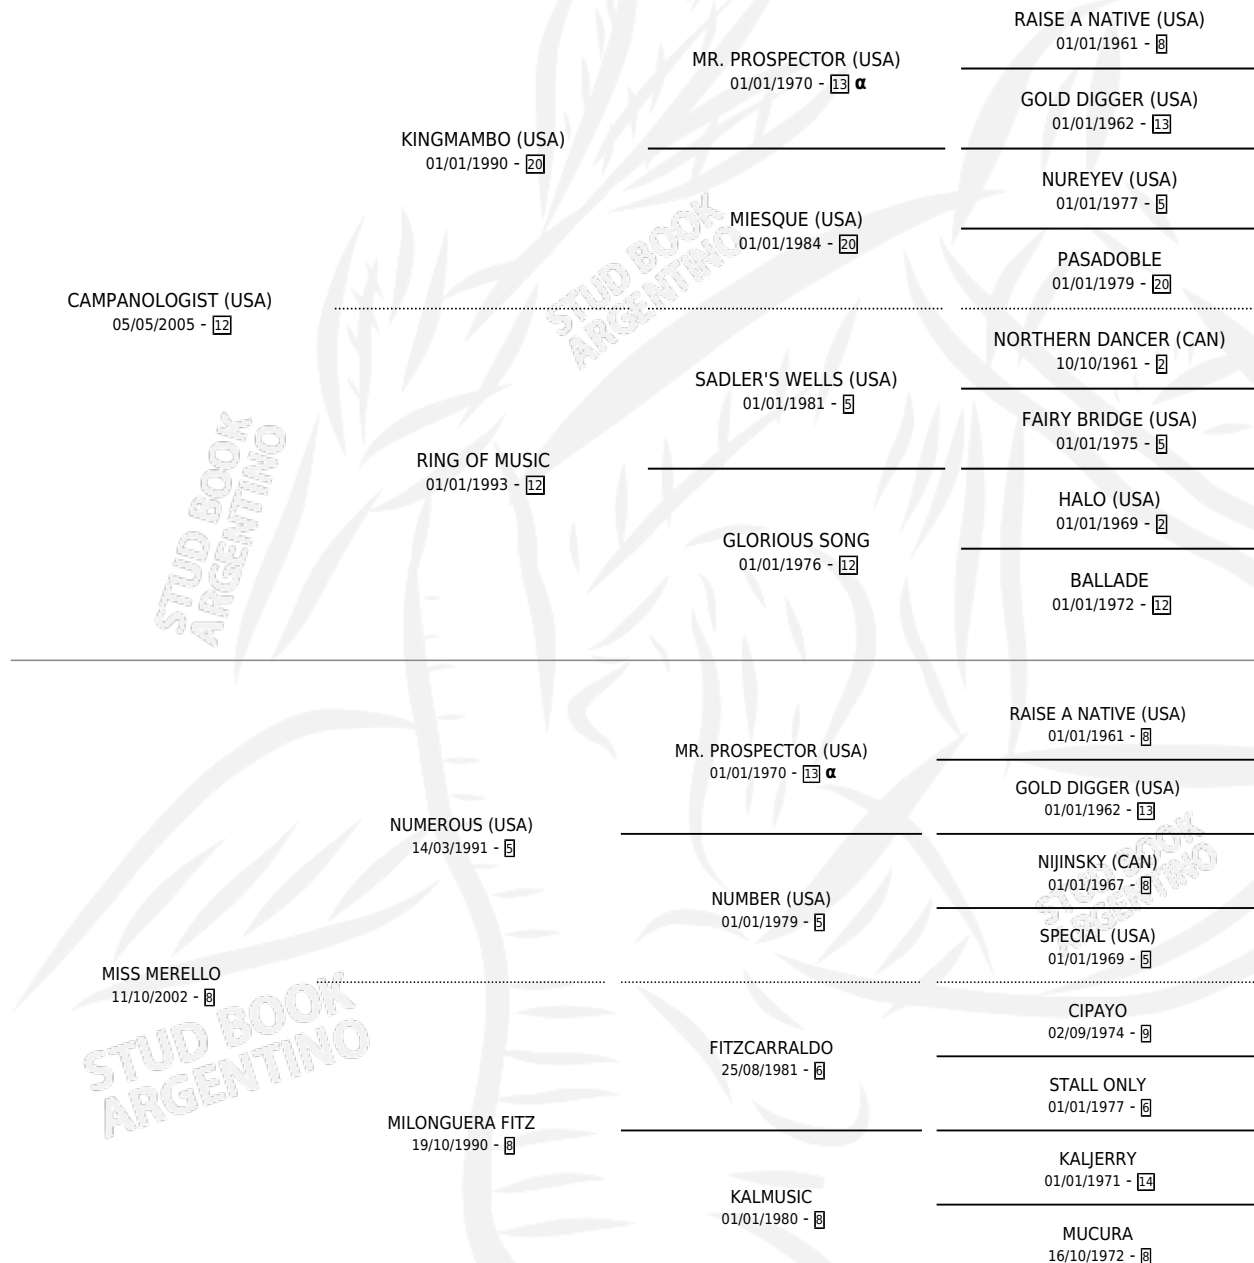 RAISE A NATIVE (USA)
01/01/1961 - 8
MR. PROSPECTOR (USA)
01/01/1970 - 13 α
GOLD DIGGER (USA)
01/01/1962 - 13
KINGMAMBO (USA)
01/01/1990 - 20
NUREYEV (USA)
01/01/1977 - 5
MIESQUE (USA)
01/01/1984 - 20
PASADOBLE
01/01/1979 - 20
CAMPANOLOGIST (USA)
05/05/2005 - 12
NORTHERN DANCER (CAN)
10/10/1961 - 2
SADLER'S WELLS (USA)
01/01/1981 - 5
FAIRY BRIDGE (USA)
01/01/1975 - 5
RING OF MUSIC
01/01/1993 - 12
HALO (USA)
01/01/1969 - 2
GLORIOUS SONG
01/01/1976 - 12
BALLADE
01/01/1972 - 12
RAISE A NATIVE (USA)
01/01/1961 - 8
MR. PROSPECTOR (USA)
01/01/1970 - 13 α
GOLD DIGGER (USA)
01/01/1962 - 13
NUMEROUS (USA)
14/03/1991 - 5
NIJINSKY (CAN)
01/01/1967 - 8
NUMBER (USA)
01/01/1979 - 5
SPECIAL (USA)
01/01/1969 - 5
MISS MERELLO
11/10/2002 - 8
CIPAYO
02/09/1974 - 9
FITZCARRALDO
25/08/1981 - 6
STALL ONLY
01/01/1977 - 6
MILONGUERA FITZ
19/10/1990 - 8
KALJERRY
01/01/1971 - 14
KALMUSIC
01/01/1980 - 8
MUCURA
16/10/1972 - 8
STUD BOOK
ARGENTINO
STUD BOOK
ARGENTINO
STUD BOOK
ARGENTINO
STUD BOOK
ARGENTINO